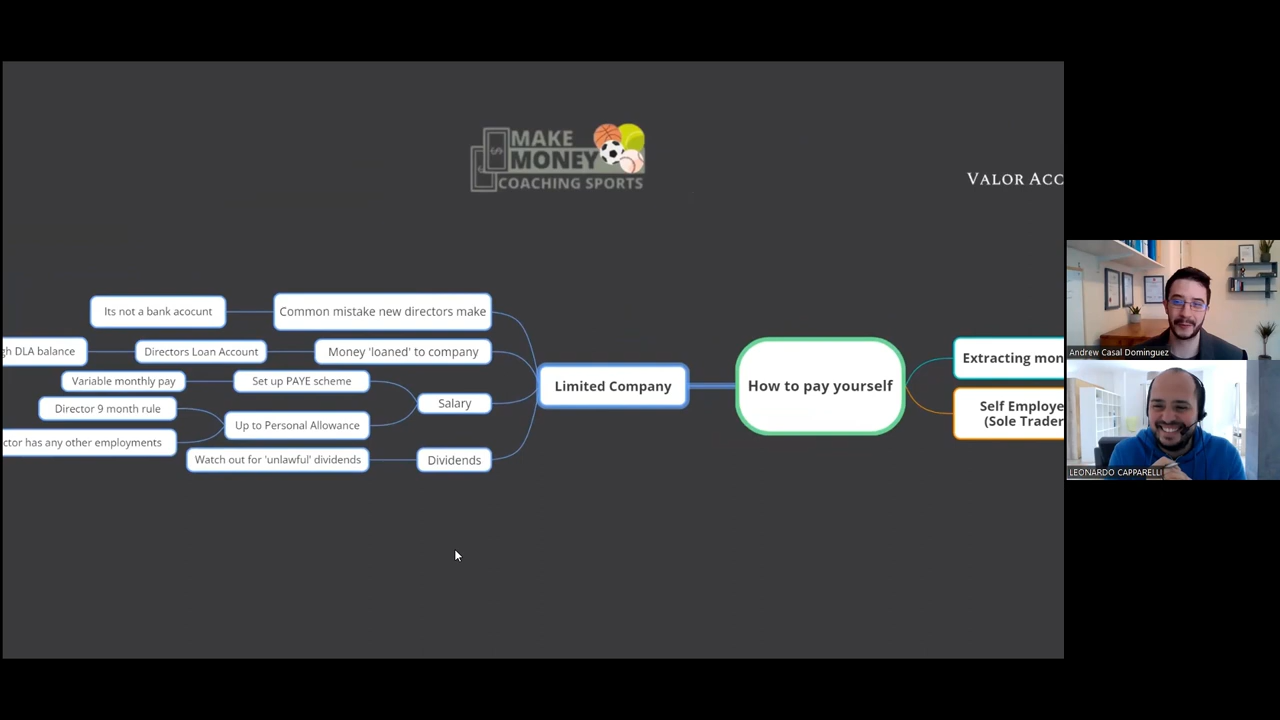 MAKE
MONEY
COACHING SPORTS
VALOR ACC
Its not a bank acocunt
Common mistake new directors make
gh DLA balance
Directors Loan Account
Money 'loaned' to company
Variable monthly pay
Set up PAYE scheme
Director 9 month rule
Salary
Up to Personal Allowance
ctor has any other employments
Watch out for 'unlawful' dividends
Dividends
Limited Company
How to pay yourself
Extracting mon
Self Employe
(Sole Trader
Andrew Casal Dominguez
LEONARDO CAPPARELLI